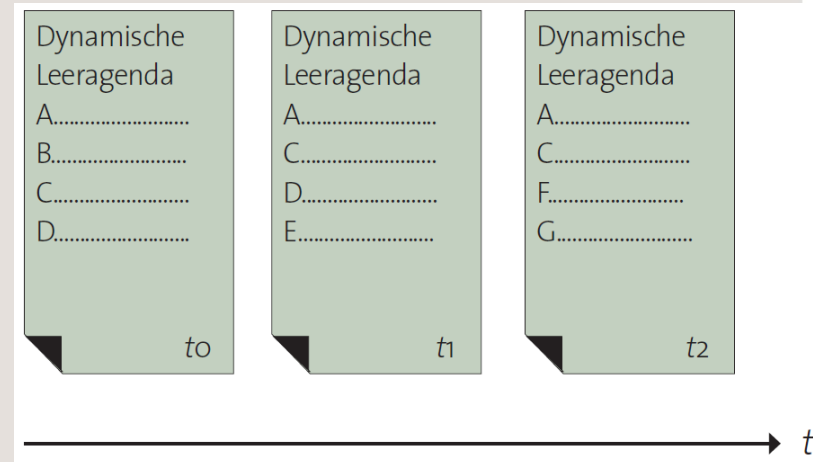 Dynamische
Leeragenda
A..........................
B..........................
C..........................
D..........................
t0
Dynamische
Leeragenda
A..........................
C..........................
D..........................
E..........................
t1
Dynamische
Leeragenda
A..........................
C..........................
F..........................
G..........................
t2
t